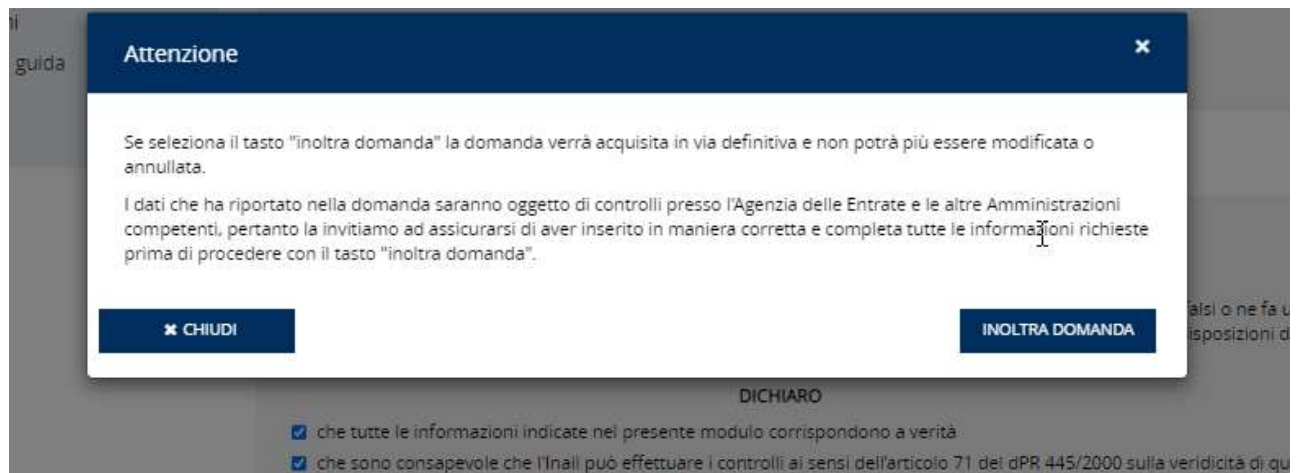 ni
guida
Attenzione
Se seleziona il tasto "inoltra domanda" la domanda verrà acquisita in via definitiva e non potrà più essere modificata o
annullata.
I dati che ha riportato nella domanda saranno oggetto di controlli presso l'Agenzia delle Entrate e le altre Amministrazioni
competenti, pertanto la invitiamo ad assicurarsi di aver inserito in maniera corretta e completa tutte le informazioni richieste
prima di procedere con il tasto "inoltra domanda".
CHIUDI
INOLTRA DOMANDA
falsi o ne fa u
isposizioni d
DICHIARO
che tutte le informazioni indicate nel presente modulo corrispondono a verità
che sono consapevole che l'Inail può effettuare i controlli ai sensi dell'articolo 71 del dPR 445/2000 sulla veridicità di qu